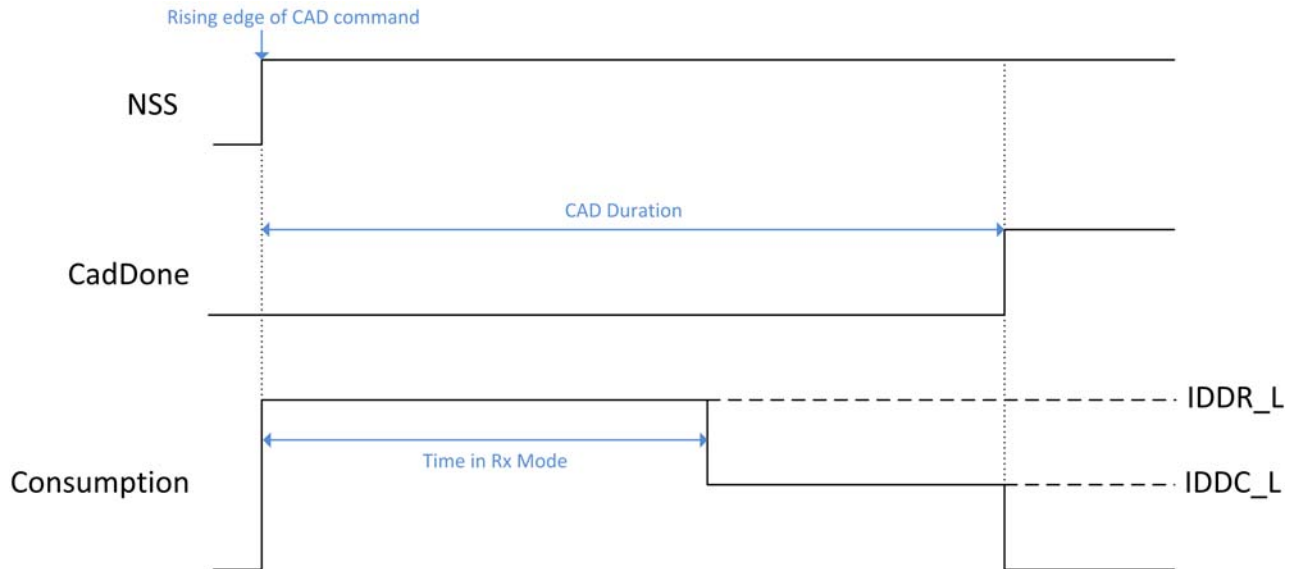 Rising edge of CAD command
NSS
CAD Duration
CadDone
IDDR_L
Time in Rx Mode
Consumption
IDDC_L